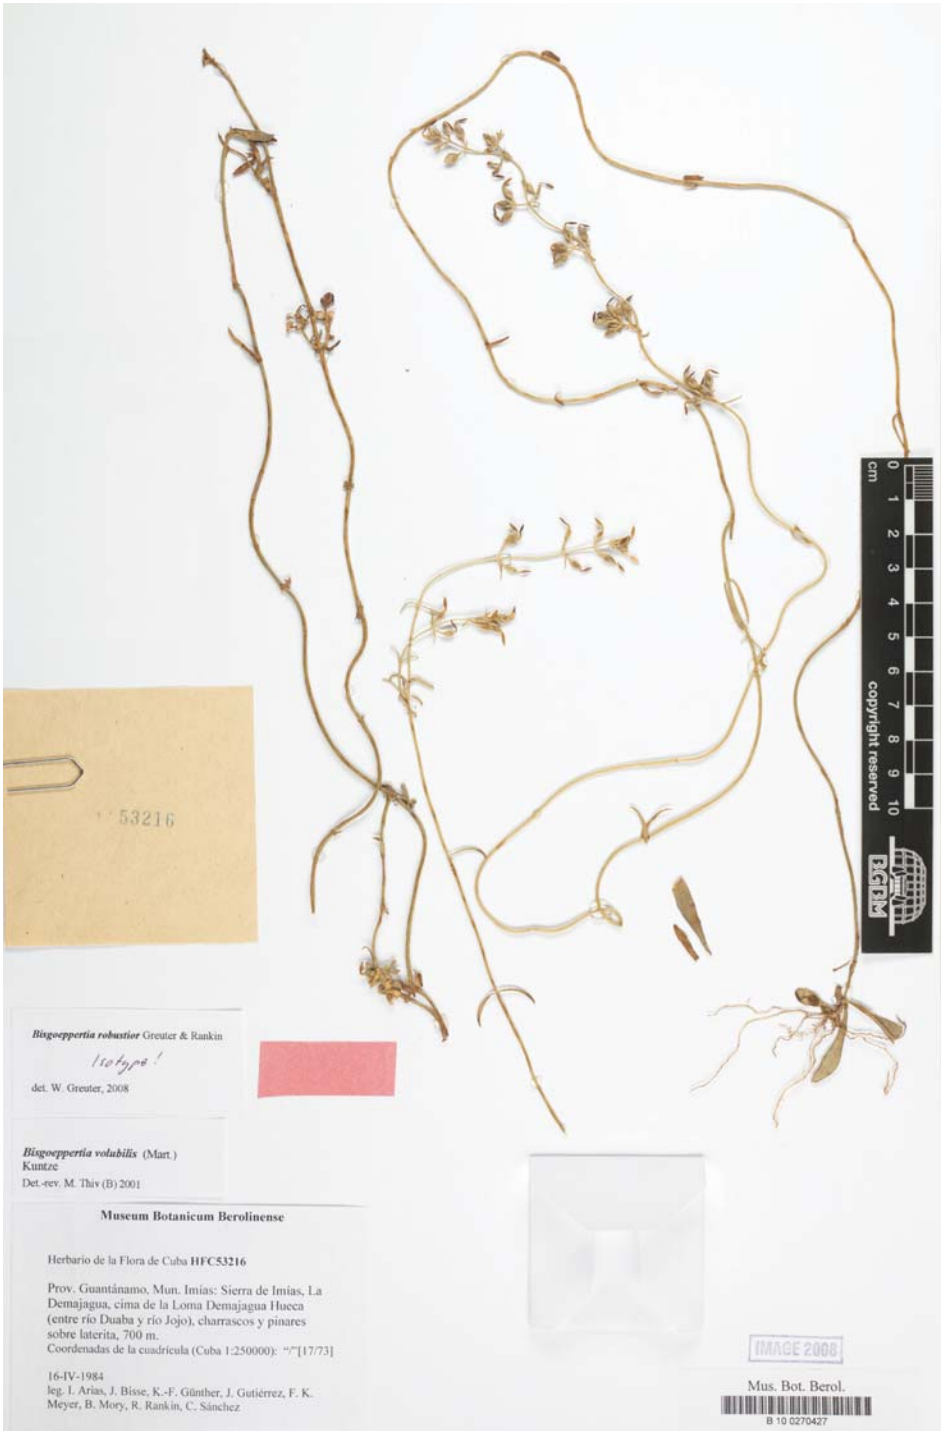 0
cm
1
2
3
4
5
6
7
8
9
10
copyright reserved
BGBM
53216
Bisgoeppertia robustior Greuter & Rankin
Isotype!
det. W. Greuter, 2008
Bisgoeppertia volubilis (Mart.)
Kuntze
Det.-rev. M. Thiv (B) 2001
Museum Botanicum Berolinense
Herbario de la Flora de Cuba HFC53216
Prov. Guantánamo, Mun. Imías: Sierra de Imías, La
Demajagua, cima de la Loma Demajagua Hueca
(entre río Duaba y río Jojo), charrascos y pinares
sobre laterita, 700 m.
Coordenadas de la cuadrícula (Cuba 1:250000): “/”[17/73]
16-IV-1984
leg. I. Arias, J. Bisse, K.-F. Günther, J. Gutiérrez, F. K.
Meyer, B. Mory, R. Rankin, C. Sánchez
IMAGE 2008
Mus. Bot. Berol.
B 10 0270427